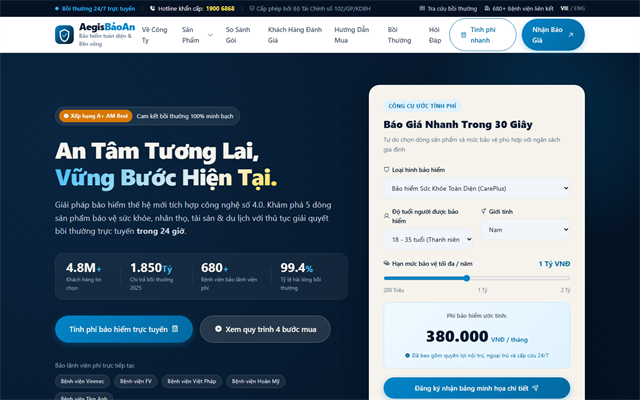 Bồi thường 24/7 trực tuyến
Hotline khẩn cấp: 1900 6868
Cấp phép bởi Bộ Tài Chính số 102/GP/KDBH
Tra cứu bồi thường
680+ Bệnh viện liên kết
VIE / ENG
AegisBảoAn
Bảo hiểm toàn diện & Bền vững
Về Công Ty
Sản Phẩm
So Sánh Gói
Khách Hàng Đánh Giá
Hướng Dẫn Mua
Bồi Thường
Hỏi Đáp
Tính phí nhanh
Nhận Báo Giá
Xếp hạng A+ AM Best
Cam kết bồi thường 100% minh bạch
An Tâm Tương Lai,
Vững Bước Hiện Tại.
Giải pháp bảo hiểm thế hệ mới tích hợp công nghệ số 4.0. Khám phá 5 dòng
sản phẩm bảo vệ sức khỏe, nhân thọ, tài sản & du lịch với thủ tục giải quyết
bồi thường trực tuyến trong 24 giờ.
4.8M+
Khách hàng tin chọn
1.850Tỷ
Chi trả bồi thường 2025
680+
Bệnh viện bảo lãnh viện phí
99.4%
Tỷ lệ hài lòng bồi thường
Tính phí bảo hiểm trực tuyến
Xem quy trình 4 bước mua
Bảo lãnh viện phí trực tiếp tại:
Bệnh viện Vinmec
Bệnh viện FV
Bệnh viện Việt Pháp
Bệnh viện Hoàn Mỹ
Bệnh viện Tâm Anh
CÔNG CỤ ƯỚC TÍNH PHÍ
Báo Giá Nhanh Trong 30 Giây
Tự do chọn dòng sản phẩm và mức bảo vệ phù hợp với ngân sách
gia đình
Loại hình bảo hiểm
Bảo hiểm Sức Khỏe Toàn Diện (CarePlus)
Độ tuổi người được bảo hiểm
Giới tính
18 - 35 tuổi (Thanh niên
Nam
Hạn mức bảo vệ tối đa / năm
1 Tỷ VNĐ
200 Triệu
1 Tỷ
2 Tỷ
Phí bảo hiểm ước tính:
380.000 VNĐ / tháng
Đã bao gồm quyền lợi nội trú, ngoại trú và cấp cứu 24/7
Đăng ký nhận bảng minh họa chi tiết